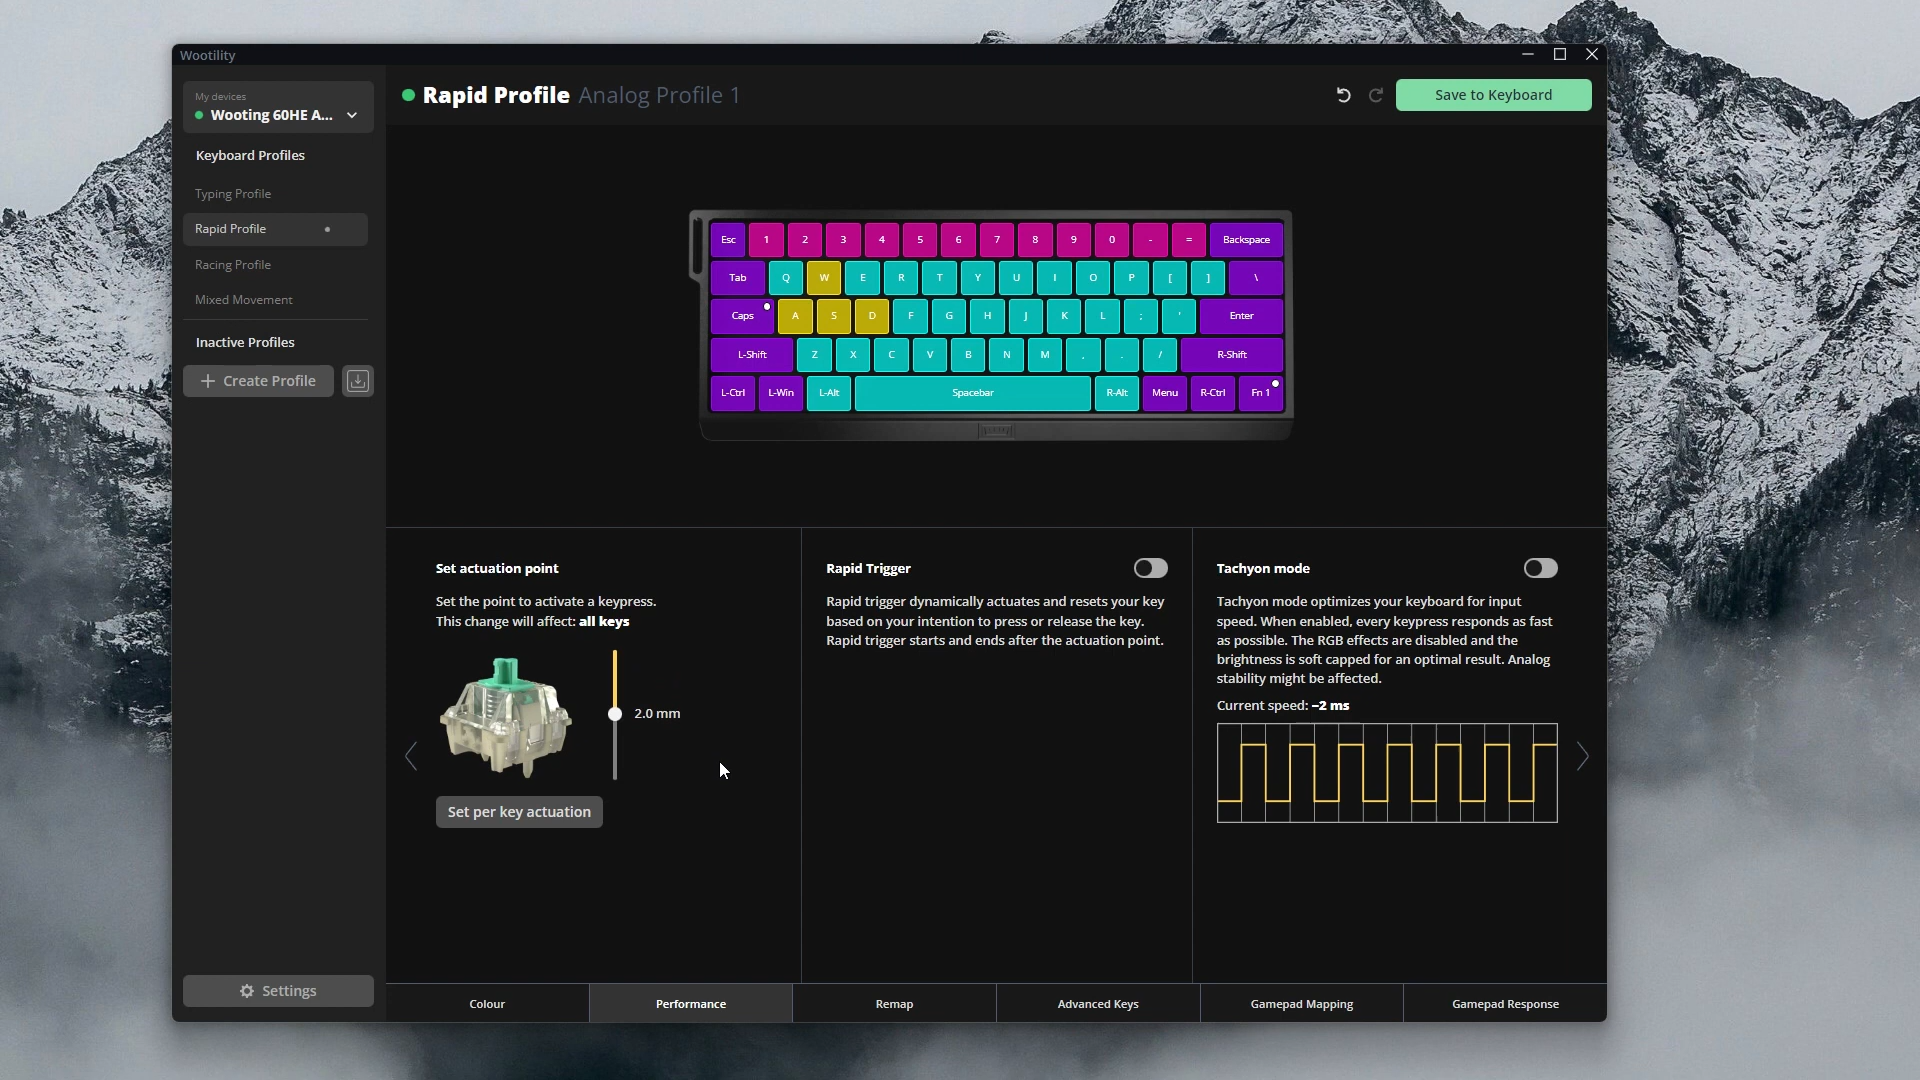 Wootility
My devices
Wooting 60HE A...
Keyboard Profiles
Typing Profile
Rapid Profile
Racing Profile
Mixed Movement
Inactive Profiles
Create Profile
Settings
Rapid Profile Analog Profile 1
Save to Keyboard
Esc 1 2 3 4 5 6 7 8 9 0 - = Backspace
Tab Q W E R T Y U I O P [ ] \
Caps A S D F G H J K L ; ' Enter
L-Shift Z X C V B N M , . / R-Shift
L-Ctrl L-Win L-Alt Spacebar R-Alt Menu R-Ctrl Fn 1
Set actuation point
Set the point to activate a keypress.
This change will affect: all keys
2.0 mm
Set per key actuation
Rapid Trigger
Rapid trigger dynamically actuates and resets your key
based on your intention to press or release the key.
Rapid trigger starts and ends after the actuation point.
Tachyon mode
Tachyon mode optimizes your keyboard for input
speed. When enabled, every keypress responds as fast
as possible. The RGB effects are disabled and the
brightness is soft capped for an optimal result. Analog
stability might be affected.
Current speed: ~2 ms
Colour
Performance
Remap
Advanced Keys
Gamepad Mapping
Gamepad Response